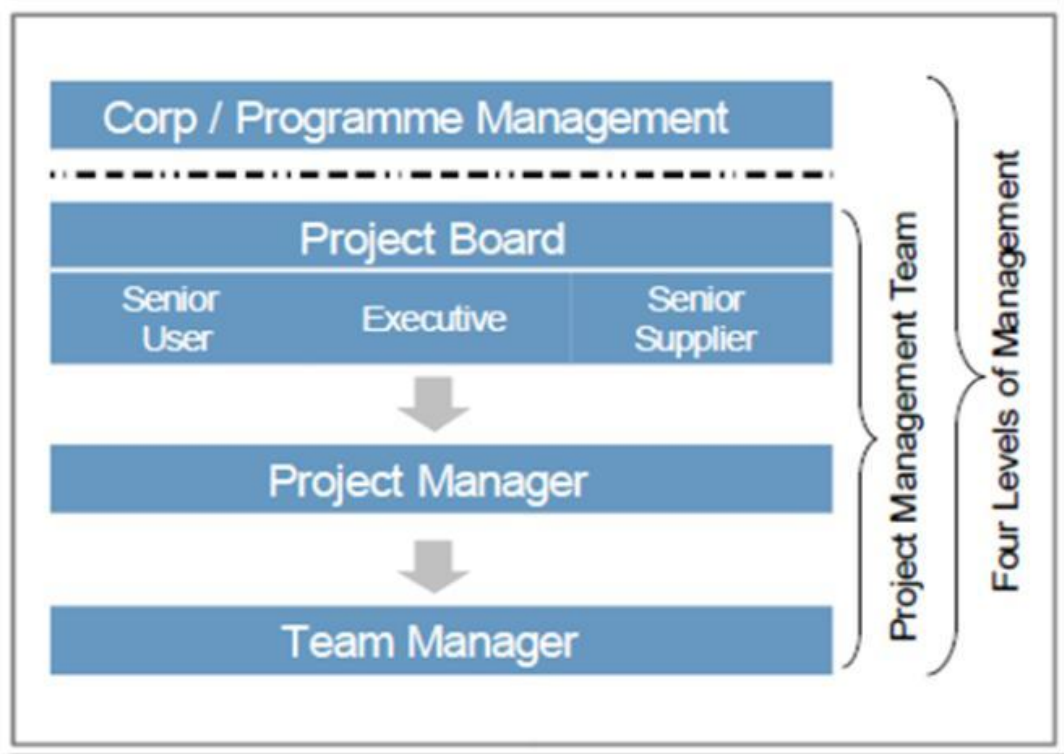 Corp / Programme Management
Project Board
Senior
User
Executive
Senior
Supplier
Project Manager
Team Manager
Project Management Team
Four Levels of Management